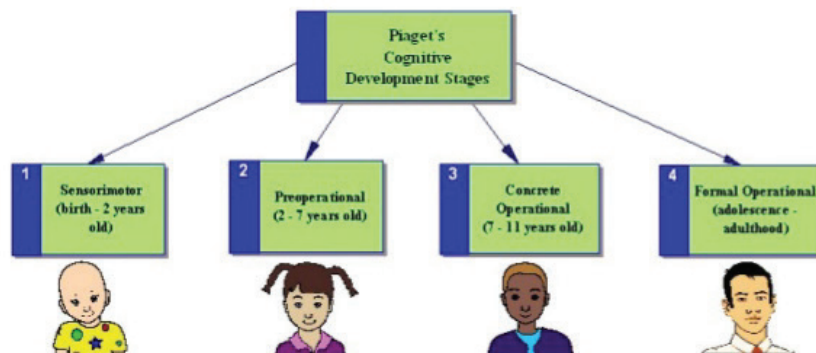 Piaget's
Cognitive
Development Stages
1
Sensorimotor
(birth - 2 years
old)
2
Preoperational
(2 - 7 years old)
3
Concrete
Operational
(7 - 11 years old)
4
Formal Operational
(adolescence -
adulthood)